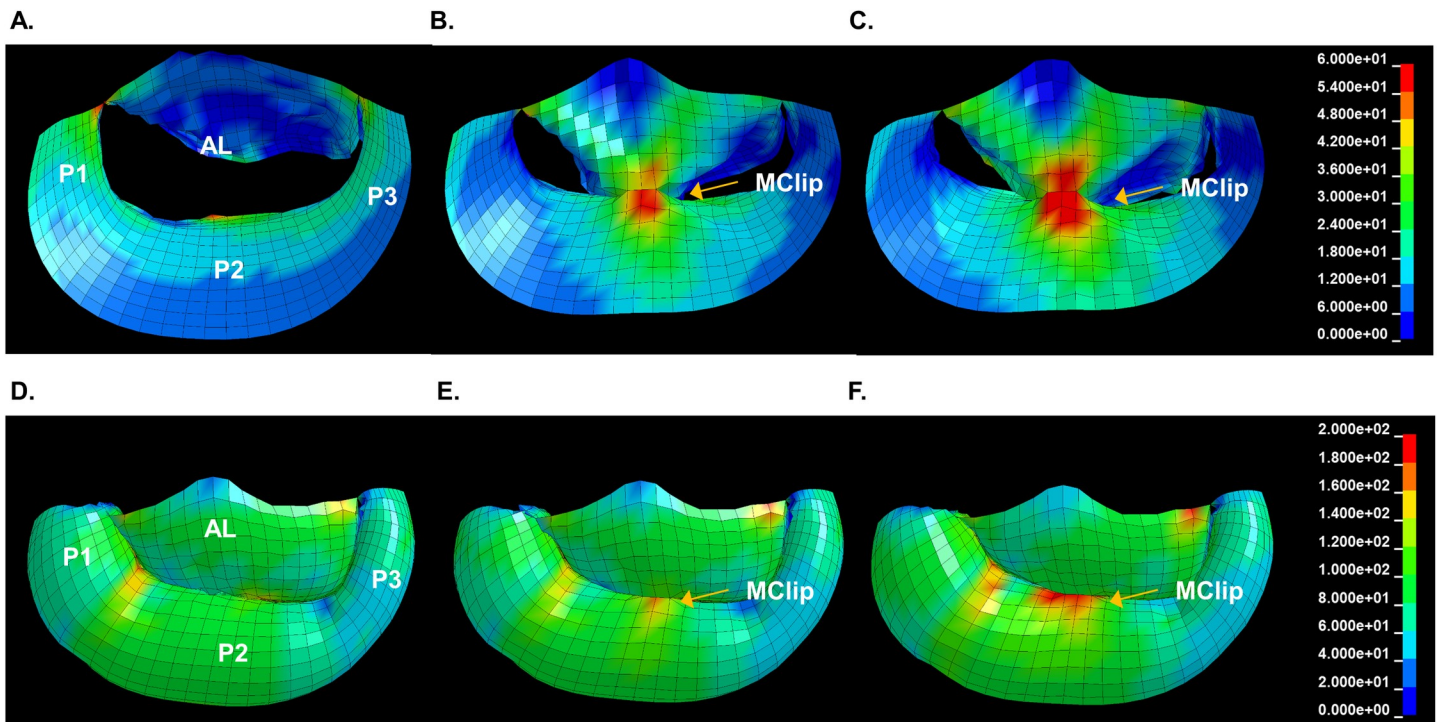 A.
B.
C.
AL
P1
P2
P3
MClip
MClip
6.000e+01
5.400e+01
4.800e+01
4.200e+01
3.600e+01
3.000e+01
2.400e+01
1.800e+01
1.200e+01
6.000e+00
0.000e+00
D.
E.
F.
AL
P1
P2
P3
MClip
MClip
2.000e+02
1.800e+02
1.600e+02
1.400e+02
1.200e+02
1.000e+02
8.000e+01
6.000e+01
4.000e+01
2.000e+01
0.000e+00